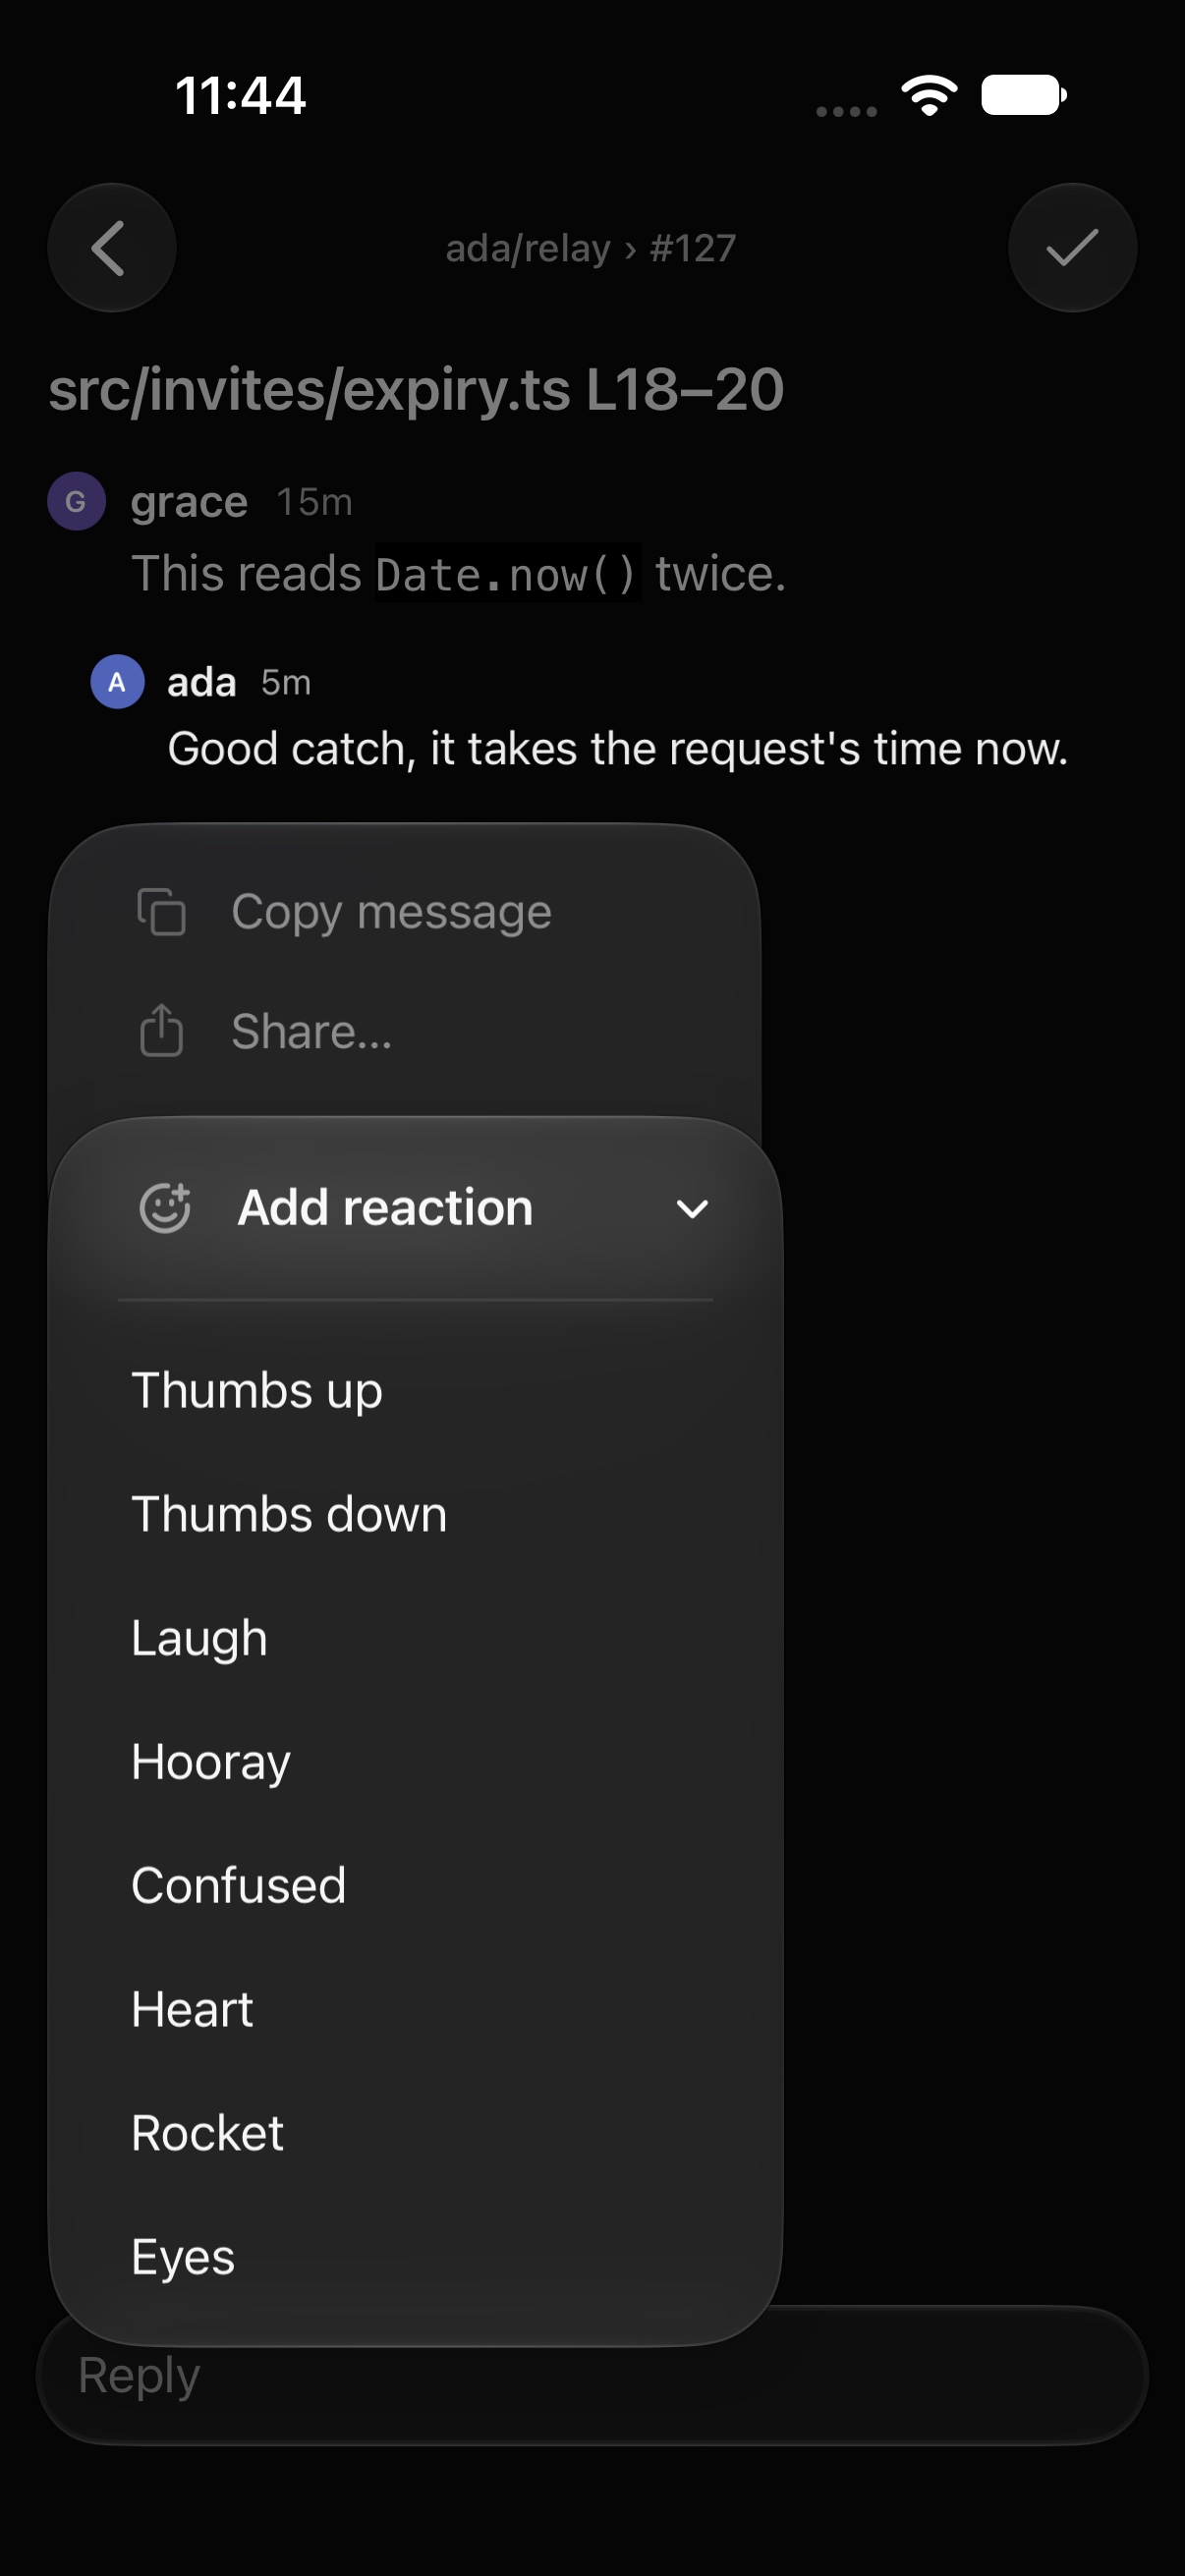 11:44
ada/relay › #127
src/invites/expiry.ts L18–20
G grace 15m
This reads Date.now() twice.
A ada 5m
Good catch, it takes the request's time now.
Copy message
Share...
Add reaction
Thumbs up
Thumbs down
Laugh
Hooray
Confused
Heart
Rocket
Eyes
Reply